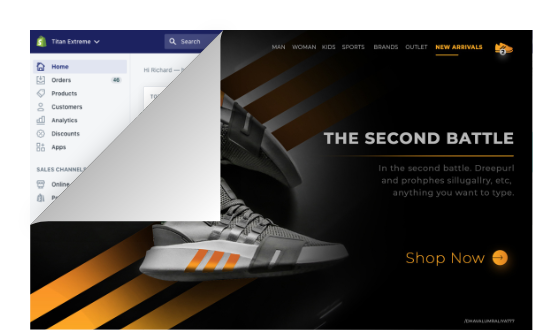 Titan Extreme
Search
Home
Orders
46
Products
Customers
Analytics
Discounts
Apps
Hi Richard —
SALES CHANNELS
Online
MAN WOMAN KIDS SPORTS BRANDS OUTLET NEW ARRIVALS
THE SECOND BATTLE
In the second battle. Dreepurl
and prohphes sillugallry, etc,
anything you want to type.
Shop Now